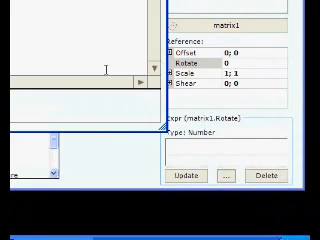 matrix1
Reference:
Offset 0; 0
Rotate 0
Scale 1; 1
Shear 0; 0
Expr (matrix1.Rotate)
Type: Number
Update ... Delete
re